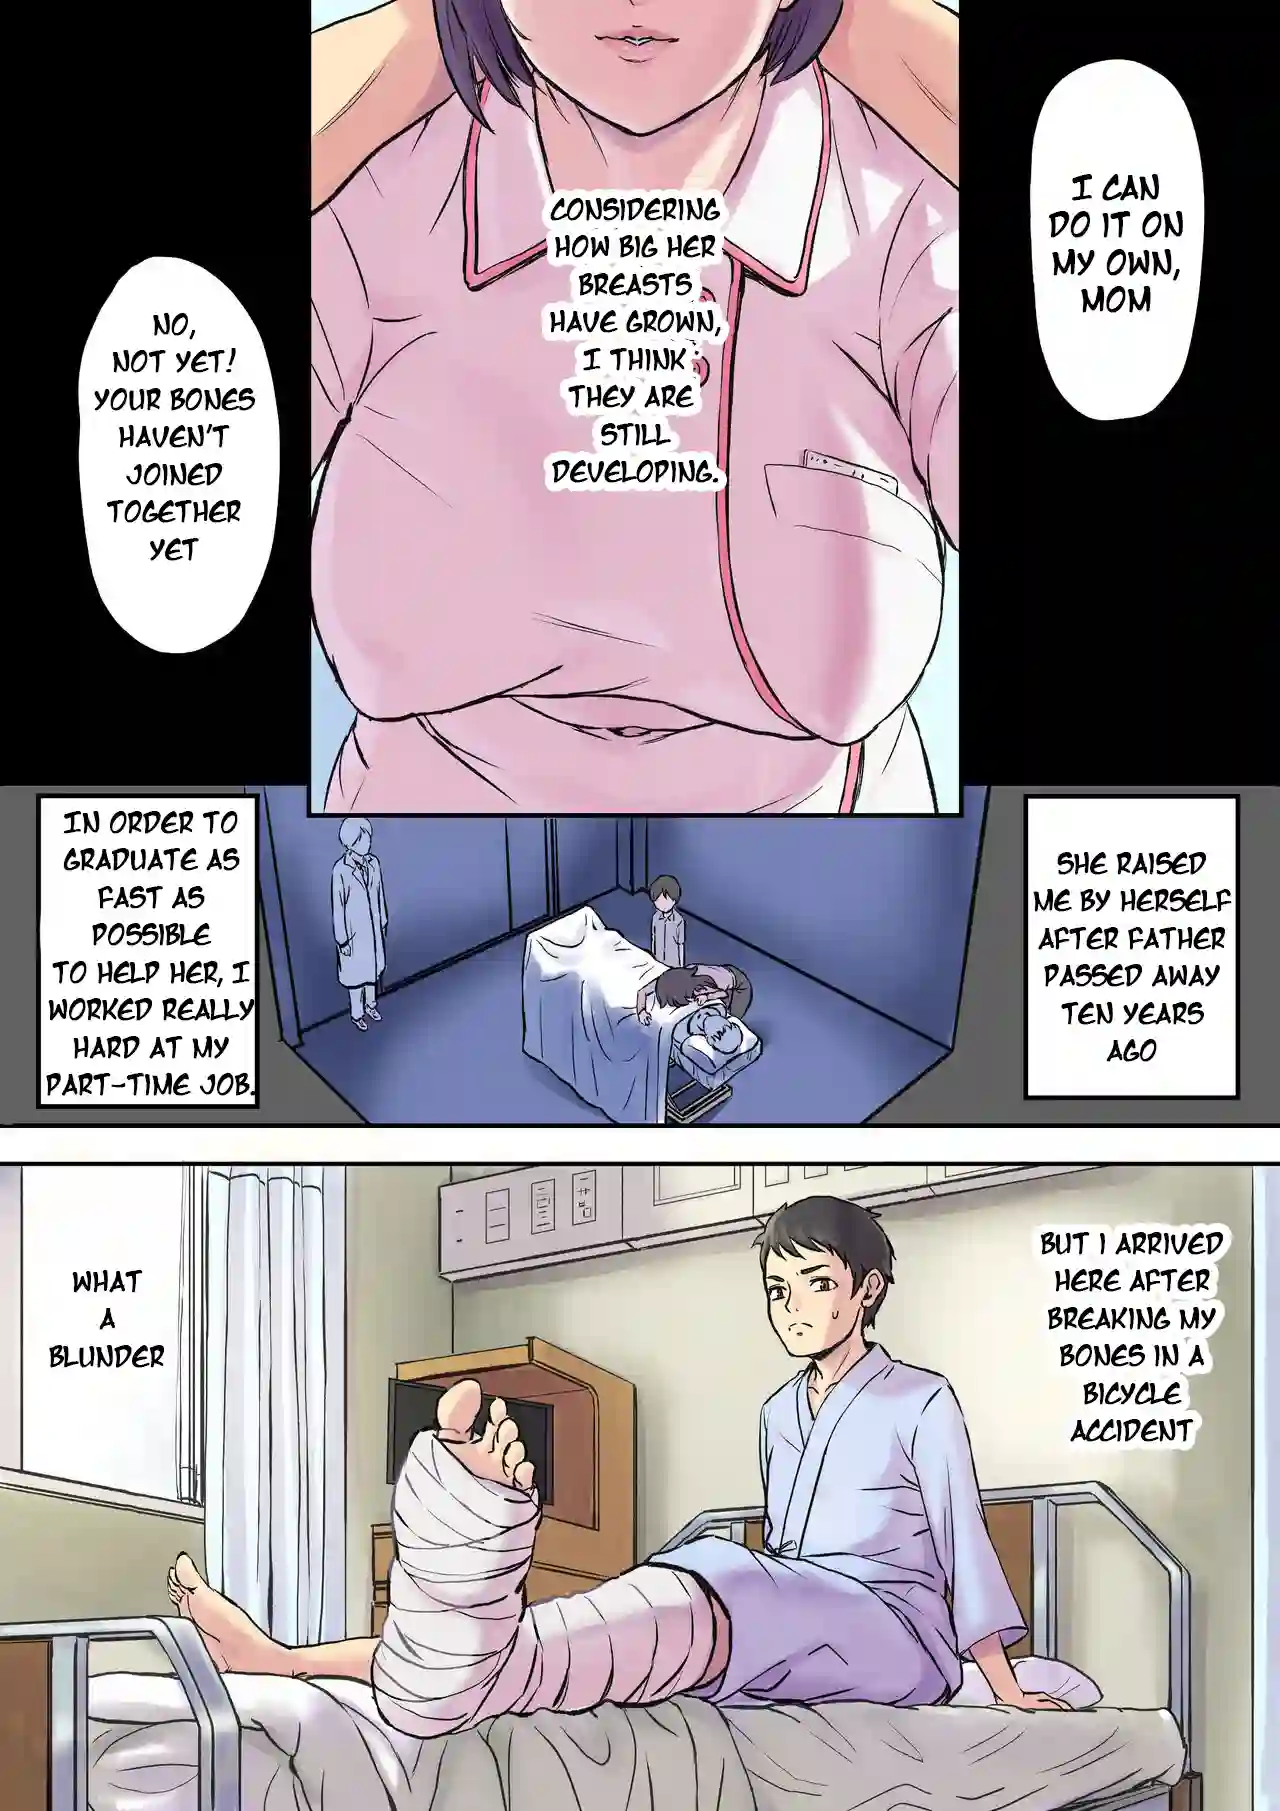 I CAN
DO IT ON
MY OWN,
MOM
CONSIDERING
HOW BIG HER
BREASTS
HAVE GROWN,
I THINK
THEY ARE
STILL
DEVELOPING.
NO,
NOT YET!
YOUR BONES
HAVEN'T
JOINED
TOGETHER
YET
SHE RAISED
ME BY HERSELF
AFTER FATHER
PASSED AWAY
TEN YEARS
AGO
IN ORDER TO
GRADUATE AS
FAST AS
POSSIBLE
TO HELP HER, I
WORKED REALLY
HARD AT MY
PART-TIME JOB.
BUT I ARRIVED
HERE AFTER
BREAKING MY
BONES IN A
BICYCLE
ACCIDENT
WHAT
A
BLUNDER